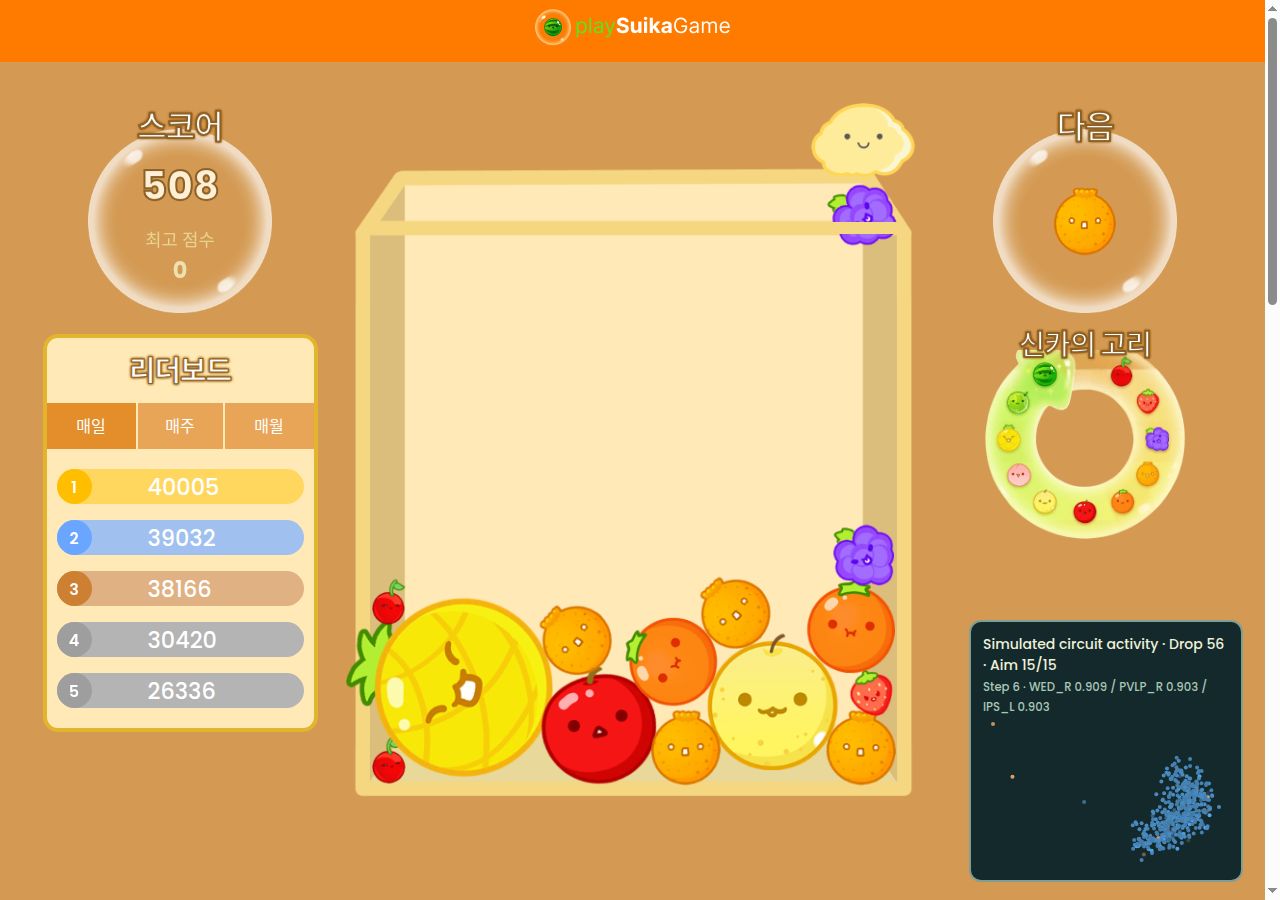 playSuikaGame
스코어
508
최고 점수
0
리더보드
매일 매주 매월
1 40005
2 39032
3 38166
4 30420
5 26336
다음
신카의 고리
Simulated circuit activity · Drop 56
· Aim 15/15
Step 6 · WED_R 0.909 / PVLP_R 0.903 /
IPS_L 0.903